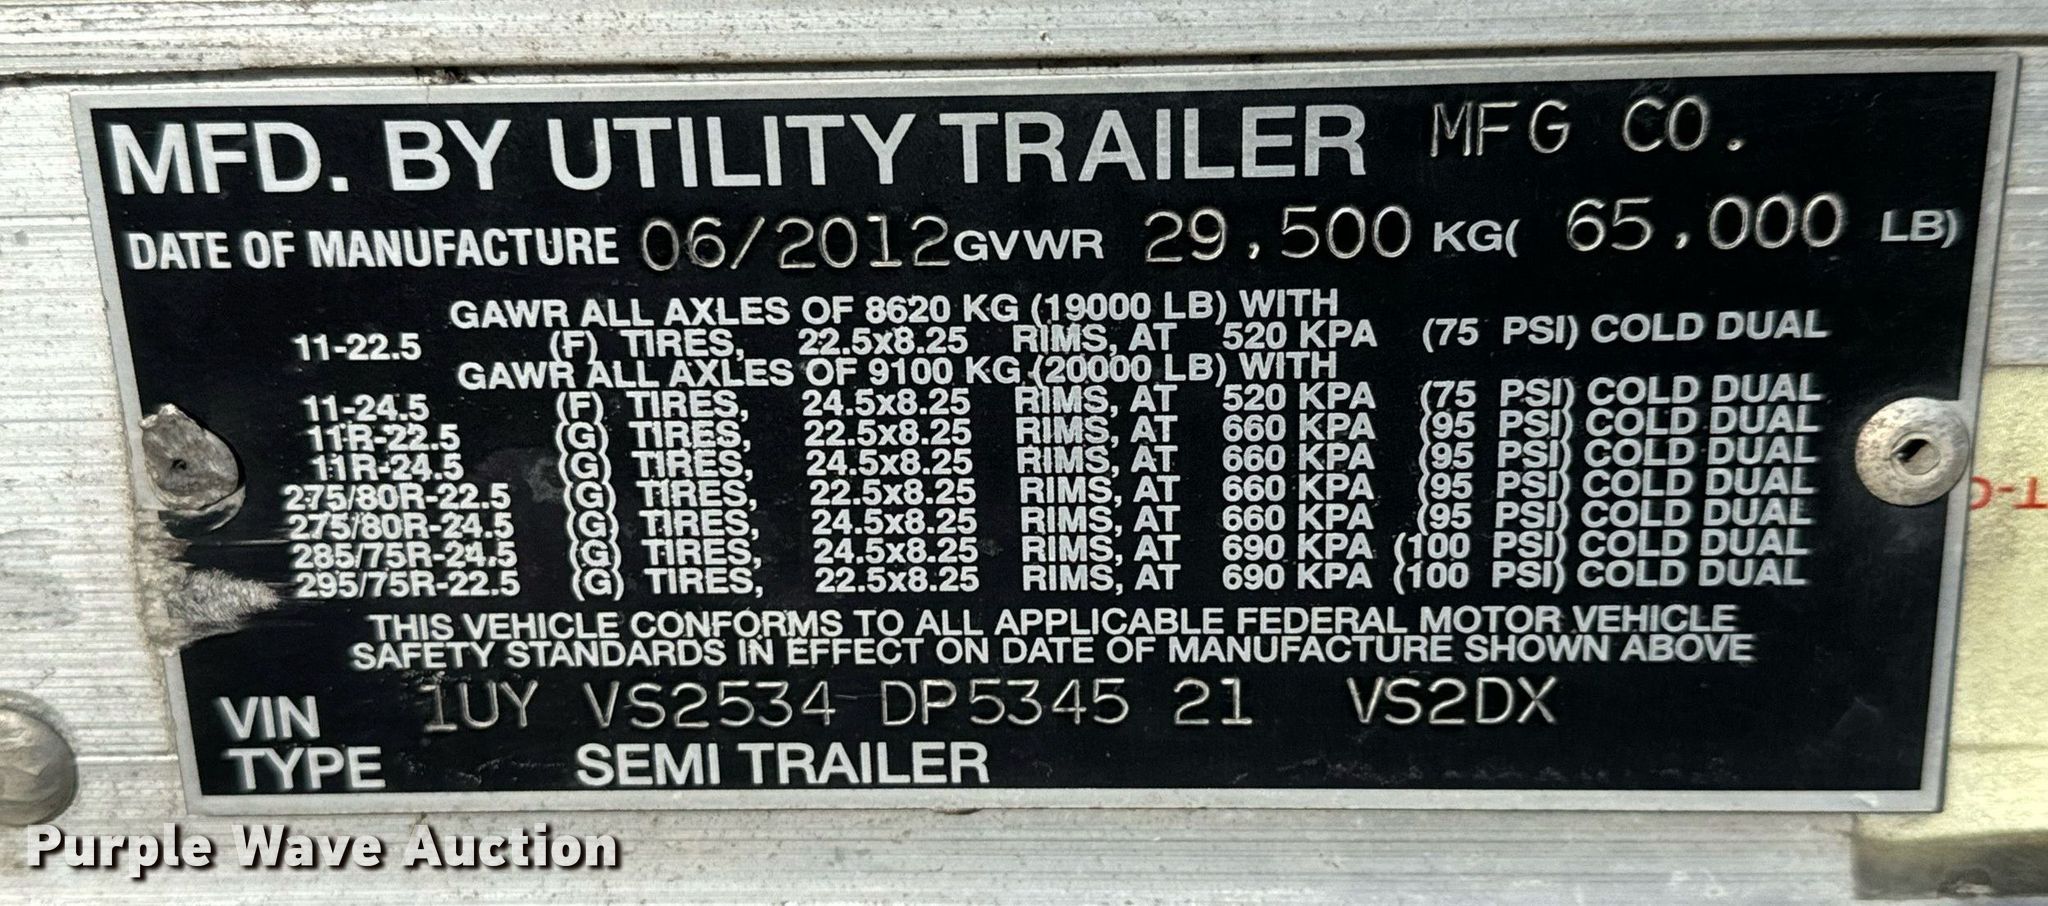 MFD. BY UTILITY TRAILER MFG CO.
DATE OF MANUFACTURE 06/2012 GVWR 29,500 KG( 65,000 LB)
GAWR ALL AXLES OF 8620 KG (19000 LB) WITH
11-22.5 (F) TIRES, 22.5x8.25 RIMS, AT 520 KPA (75 PSI) COLD DUAL
GAWR ALL AXLES OF 9100 KG (20000 LB) WITH
11-24.5 (F) TIRES, 24.5x8.25 RIMS, AT 520 KPA (75 PSI) COLD DUAL
11R-22.5 (G) TIRES, 22.5x8.25 RIMS, AT 660 KPA (95 PSI) COLD DUAL
11R-24.5 (G) TIRES, 24.5x8.25 RIMS, AT 660 KPA (95 PSI) COLD DUAL
275/80R-22.5 (G) TIRES, 22.5x8.25 RIMS, AT 660 KPA (95 PSI) COLD DUAL
275/80R-24.5 (G) TIRES, 24.5x8.25 RIMS, AT 660 KPA (95 PSI) COLD DUAL
285/75R-24.5 (G) TIRES, 24.5x8.25 RIMS, AT 690 KPA (100 PSI) COLD DUAL
295/75R-22.5 (G) TIRES, 22.5x8.25 RIMS, AT 690 KPA (100 PSI) COLD DUAL
THIS VEHICLE CONFORMS TO ALL APPLICABLE FEDERAL MOTOR VEHICLE
SAFETY STANDARDS IN EFFECT ON DATE OF MANUFACTURE SHOWN ABOVE
VIN 1UY VS2534 DP5345 21 VS2DX
TYPE SEMI TRAILER
Purple Wave Auction